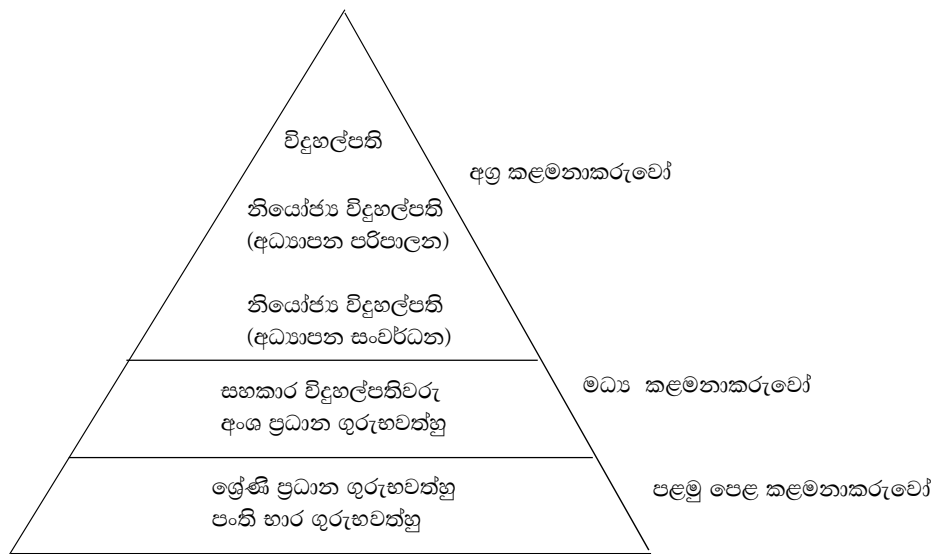 විදුහල්පති
අග්‍ර කළමනාකරුවෝ
නියෝජ්‍ය විදුහල්පති
(අධ්‍යාපන පරිපාලන)
නියෝජ්‍ය විදුහල්පති
(අධ්‍යාපන සංවර්ධන)
සහකාර විදුහල්පතිවරු
අංශ ප්‍රධාන ගුරුභවත්හු
මධ්‍ය කළමනාකරුවෝ
ශ්‍රේණි ප්‍රධාන ගුරුභවත්හු
පංති භාර ගුරුභවත්හු
පළමු පෙළ කළමනාකරුවෝ